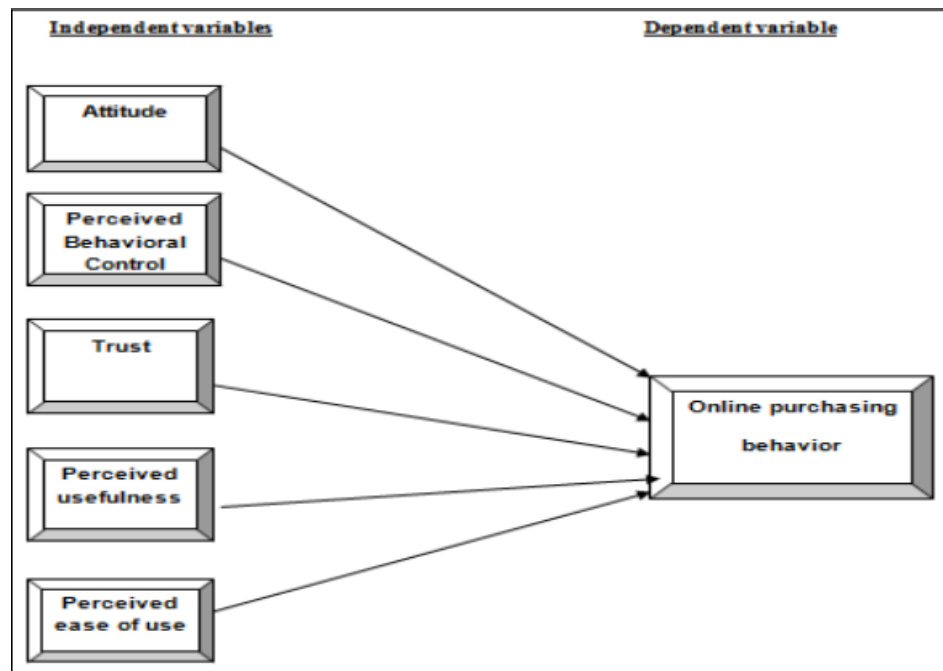 Independent variables
Dependent variable
Attitude
Perceived
Behavioral
Control
Trust
Perceived
usefulness
Perceived
ease of use
Online purchasing
behavior